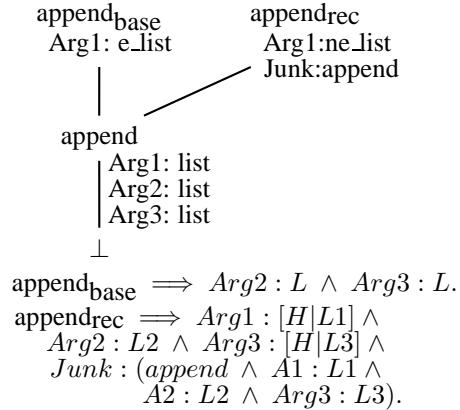 append_base append_rec
Arg1: e_list Arg1:ne_list
Junk:append
append
Arg1: list
Arg2: list
Arg3: list
⊥
append_base ⟹ Arg2 : L ∧ Arg3 : L.
append_rec ⟹ Arg1 : [H|L1] ∧
Arg2 : L2 ∧ Arg3 : [H|L3] ∧
Junk : (append ∧ A1 : L1 ∧
A2 : L2 ∧ Arg3 : L3).